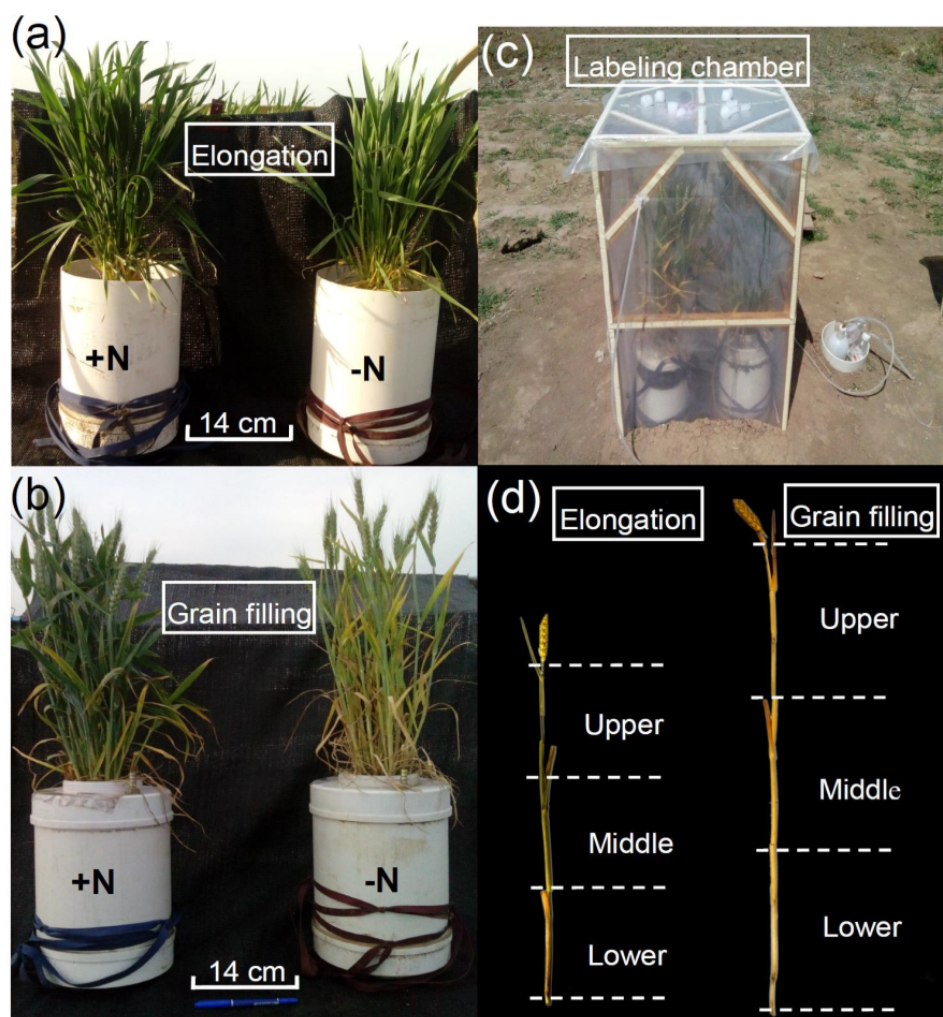 (a)
Elongation
+N
-N
14 cm
(b)
Grain filling
+N
-N
14 cm
(c)
Labeling chamber
(d)
Elongation
Grain filling
Upper
Upper
Middle
Middle
Lower
Lower